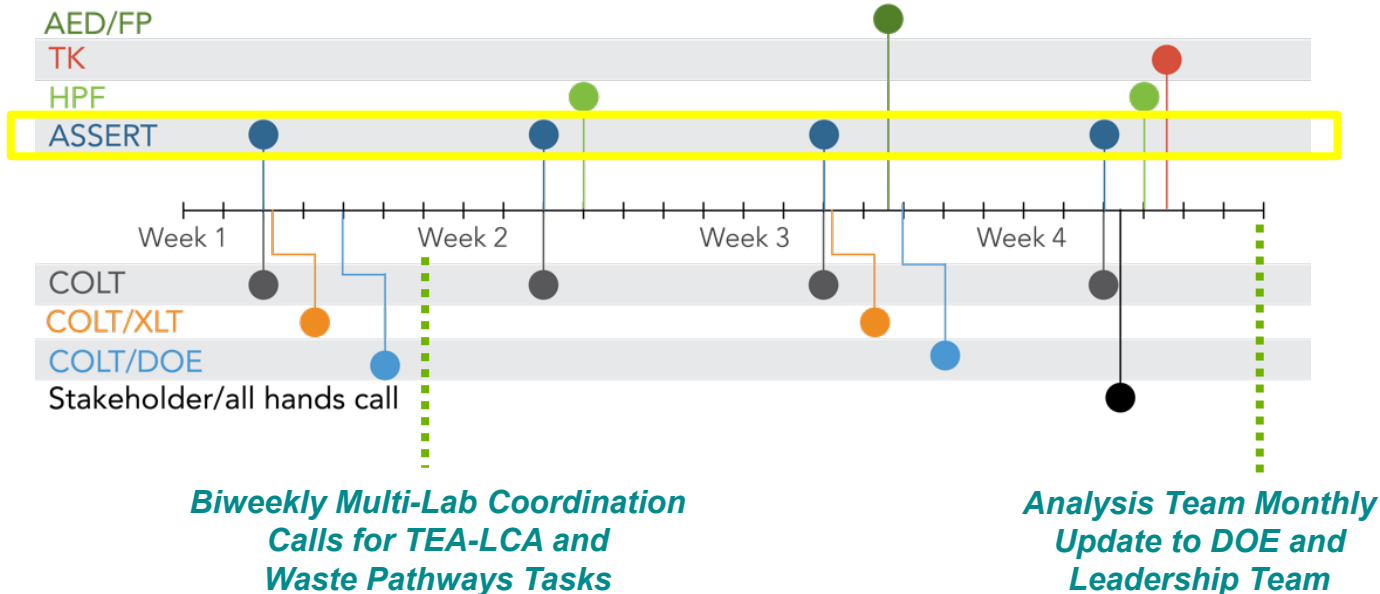 AED/FP
TK
HPF
ASSERT
Week 1 Week 2 Week 3 Week 4
COLT
COLT/XLT
COLT/DOE
Stakeholder/all hands call
Biweekly Multi-Lab Coordination
Calls for TEA-LCA and
Waste Pathways Tasks
Analysis Team Monthly
Update to DOE and
Leadership Team